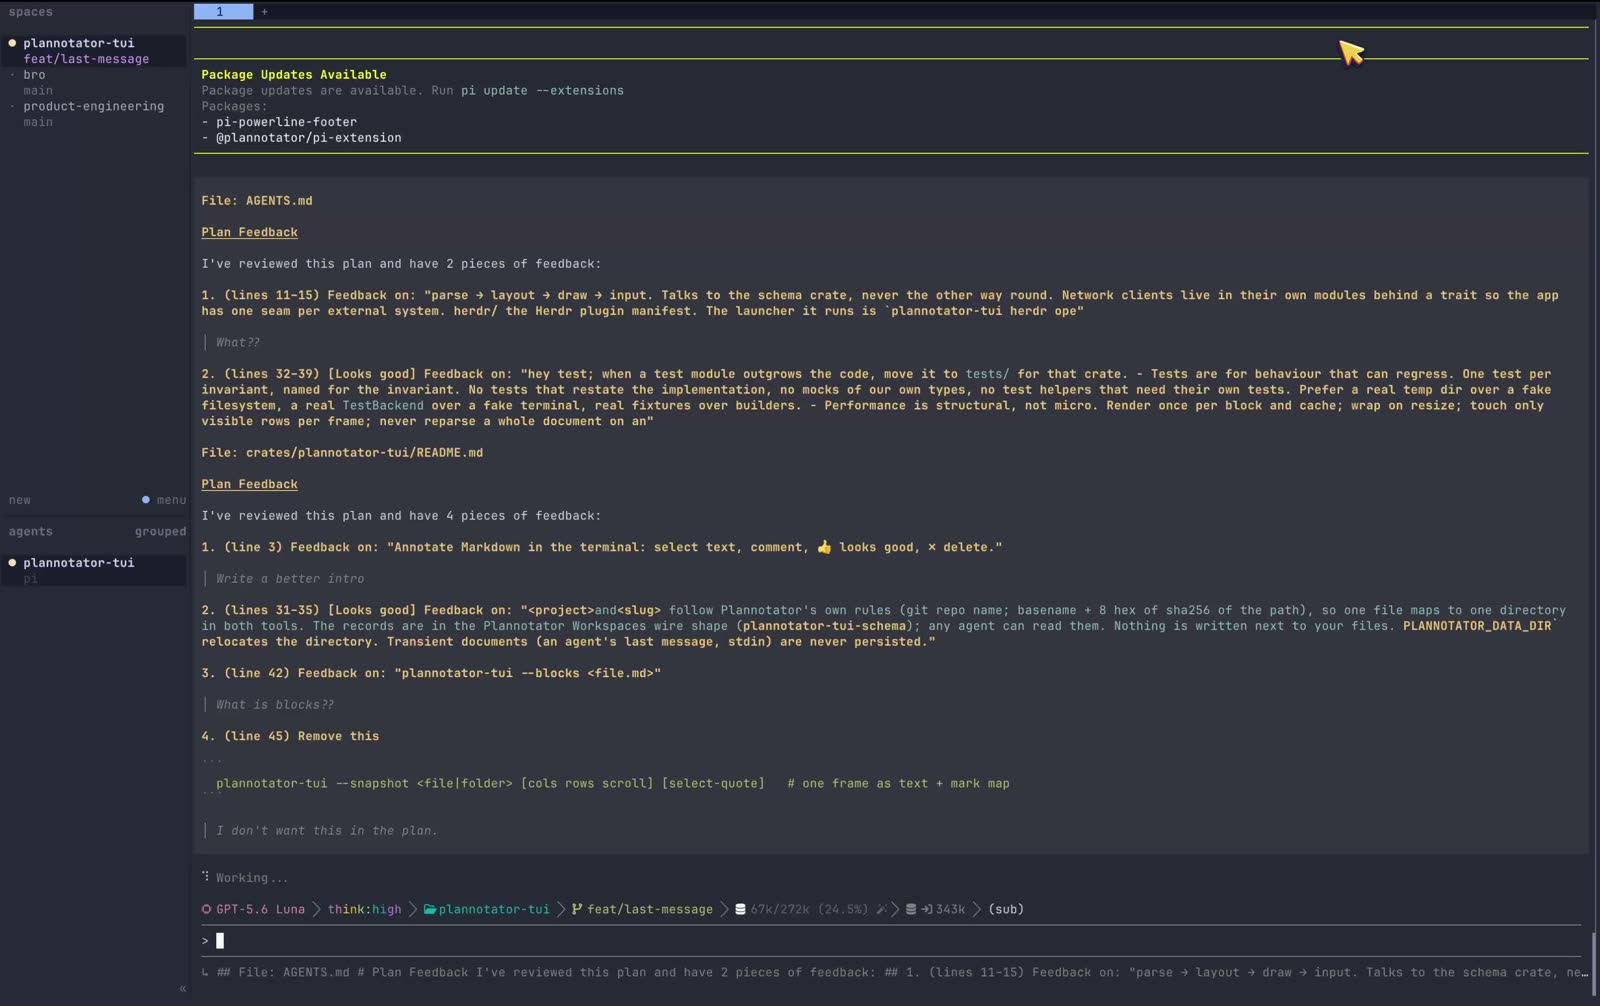 spaces
plannotator-tui
feat/last-message
bro
main
product-engineering
main
new
menu
agents
grouped
plannotator-tui
pi
«
1 +
Package Updates Available
Package updates are available. Run pi update --extensions
Packages:
- pi-powerline-footer
- @plannotator/pi-extension
File: AGENTS.md
Plan Feedback
I've reviewed this plan and have 2 pieces of feedback:
1. (lines 11-15) Feedback on: "parse → layout → draw → input. Talks to the schema crate, never the other way round. Network clients live in their own modules behind a trait so the app
has one seam per external system. herdr/ the Herdr plugin manifest. The launcher it runs is `plannotator-tui herdr ope"
│ What??
2. (lines 32-39) [Looks good] Feedback on: "hey test; when a test module outgrows the code, move it to tests/ for that crate. - Tests are for behaviour that can regress. One test per
invariant, named for the invariant. No tests that restate the implementation, no mocks of our own types, no test helpers that need their own tests. Prefer a real temp dir over a fake
filesystem, a real TestBackend over a fake terminal, real fixtures over builders. - Performance is structural, not micro. Render once per block and cache; wrap on resize; touch only
visible rows per frame; never reparse a whole document on an"
File: crates/plannotator-tui/README.md
Plan Feedback
I've reviewed this plan and have 4 pieces of feedback:
1. (line 3) Feedback on: "Annotate Markdown in the terminal: select text, comment, 👍 looks good, × delete."
│ Write a better intro
2. (lines 31-35) [Looks good] Feedback on: "<project>and<slug> follow Plannotator's own rules (git repo name; basename + 8 hex of sha256 of the path), so one file maps to one directory
in both tools. The records are in the Plannotator Workspaces wire shape (plannotator-tui-schema); any agent can read them. Nothing is written next to your files. PLANNOTATOR_DATA_DIR`
relocates the directory. Transient documents (an agent's last message, stdin) are never persisted."
3. (line 42) Feedback on: "plannotator-tui --blocks <file.md>"
│ What is blocks??
4. (line 45) Remove this
```
plannotator-tui --snapshot <file|folder> [cols rows scroll] [select-quote]   # one frame as text + mark map
```
│ I don't want this in the plan.
Working...
GPT-5.6 Luna > think:high > plannotator-tui > feat/last-message > 67k/272k (24.5%) > 343k > (sub)
>
↳ ## File: AGENTS.md # Plan Feedback I've reviewed this plan and have 2 pieces of feedback: ## 1. (lines 11-15) Feedback on: "parse → layout → draw → input. Talks to the schema crate, ne…